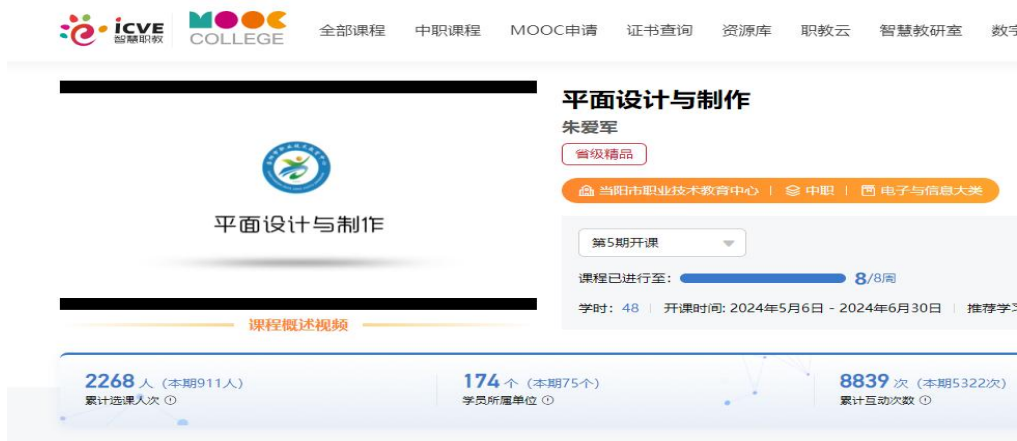 icve 智慧职教 MOOC COLLEGE 全部课程 中职课程 MOOC申请 证书查询 资源库 职教云 智慧教研室 数字
平面设计与制作
朱爱军
省级精品
当阳市职业技术教育中心 | 中职 | 电子与信息大类
平面设计与制作
第5期开课
课程已进行至: 8/8周
学时: 48 | 开课时间: 2024年5月6日 - 2024年6月30日 | 推荐学习
课程概述视频
2268 人 (本期911人) 174 个 (本期75个) 8839 次 (本期5322次)
累计选课人次 学员所属单位 累计互动次数